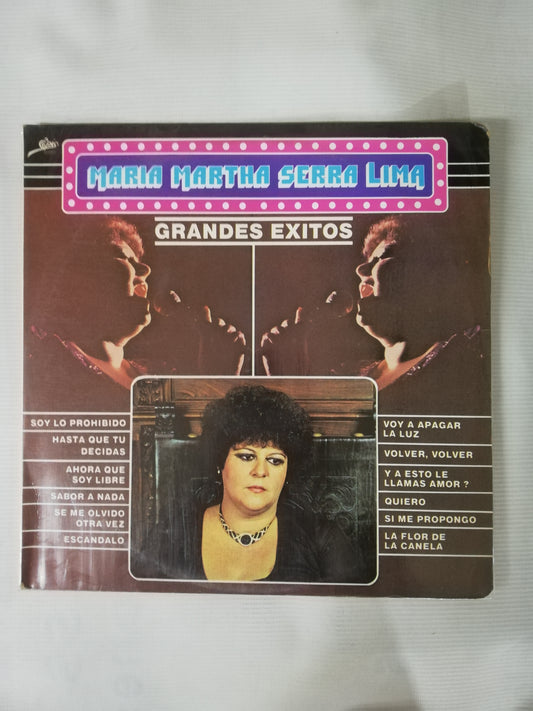 Epic
MARIA MARTHA SERRA LIMA
GRANDES EXITOS
SOY LO PROHIBIDO
HASTA QUE TU
DECIDAS
AHORA QUE
SOY LIBRE
SABOR A NADA
SE ME OLVIDO
OTRA VEZ
ESCANDALO
VOY A APAGAR
LA LUZ
VOLVER, VOLVER
Y A ESTO LE
LLAMAS AMOR ?
QUIERO
SI ME PROPONGO
LA FLOR DE
LA CANELA